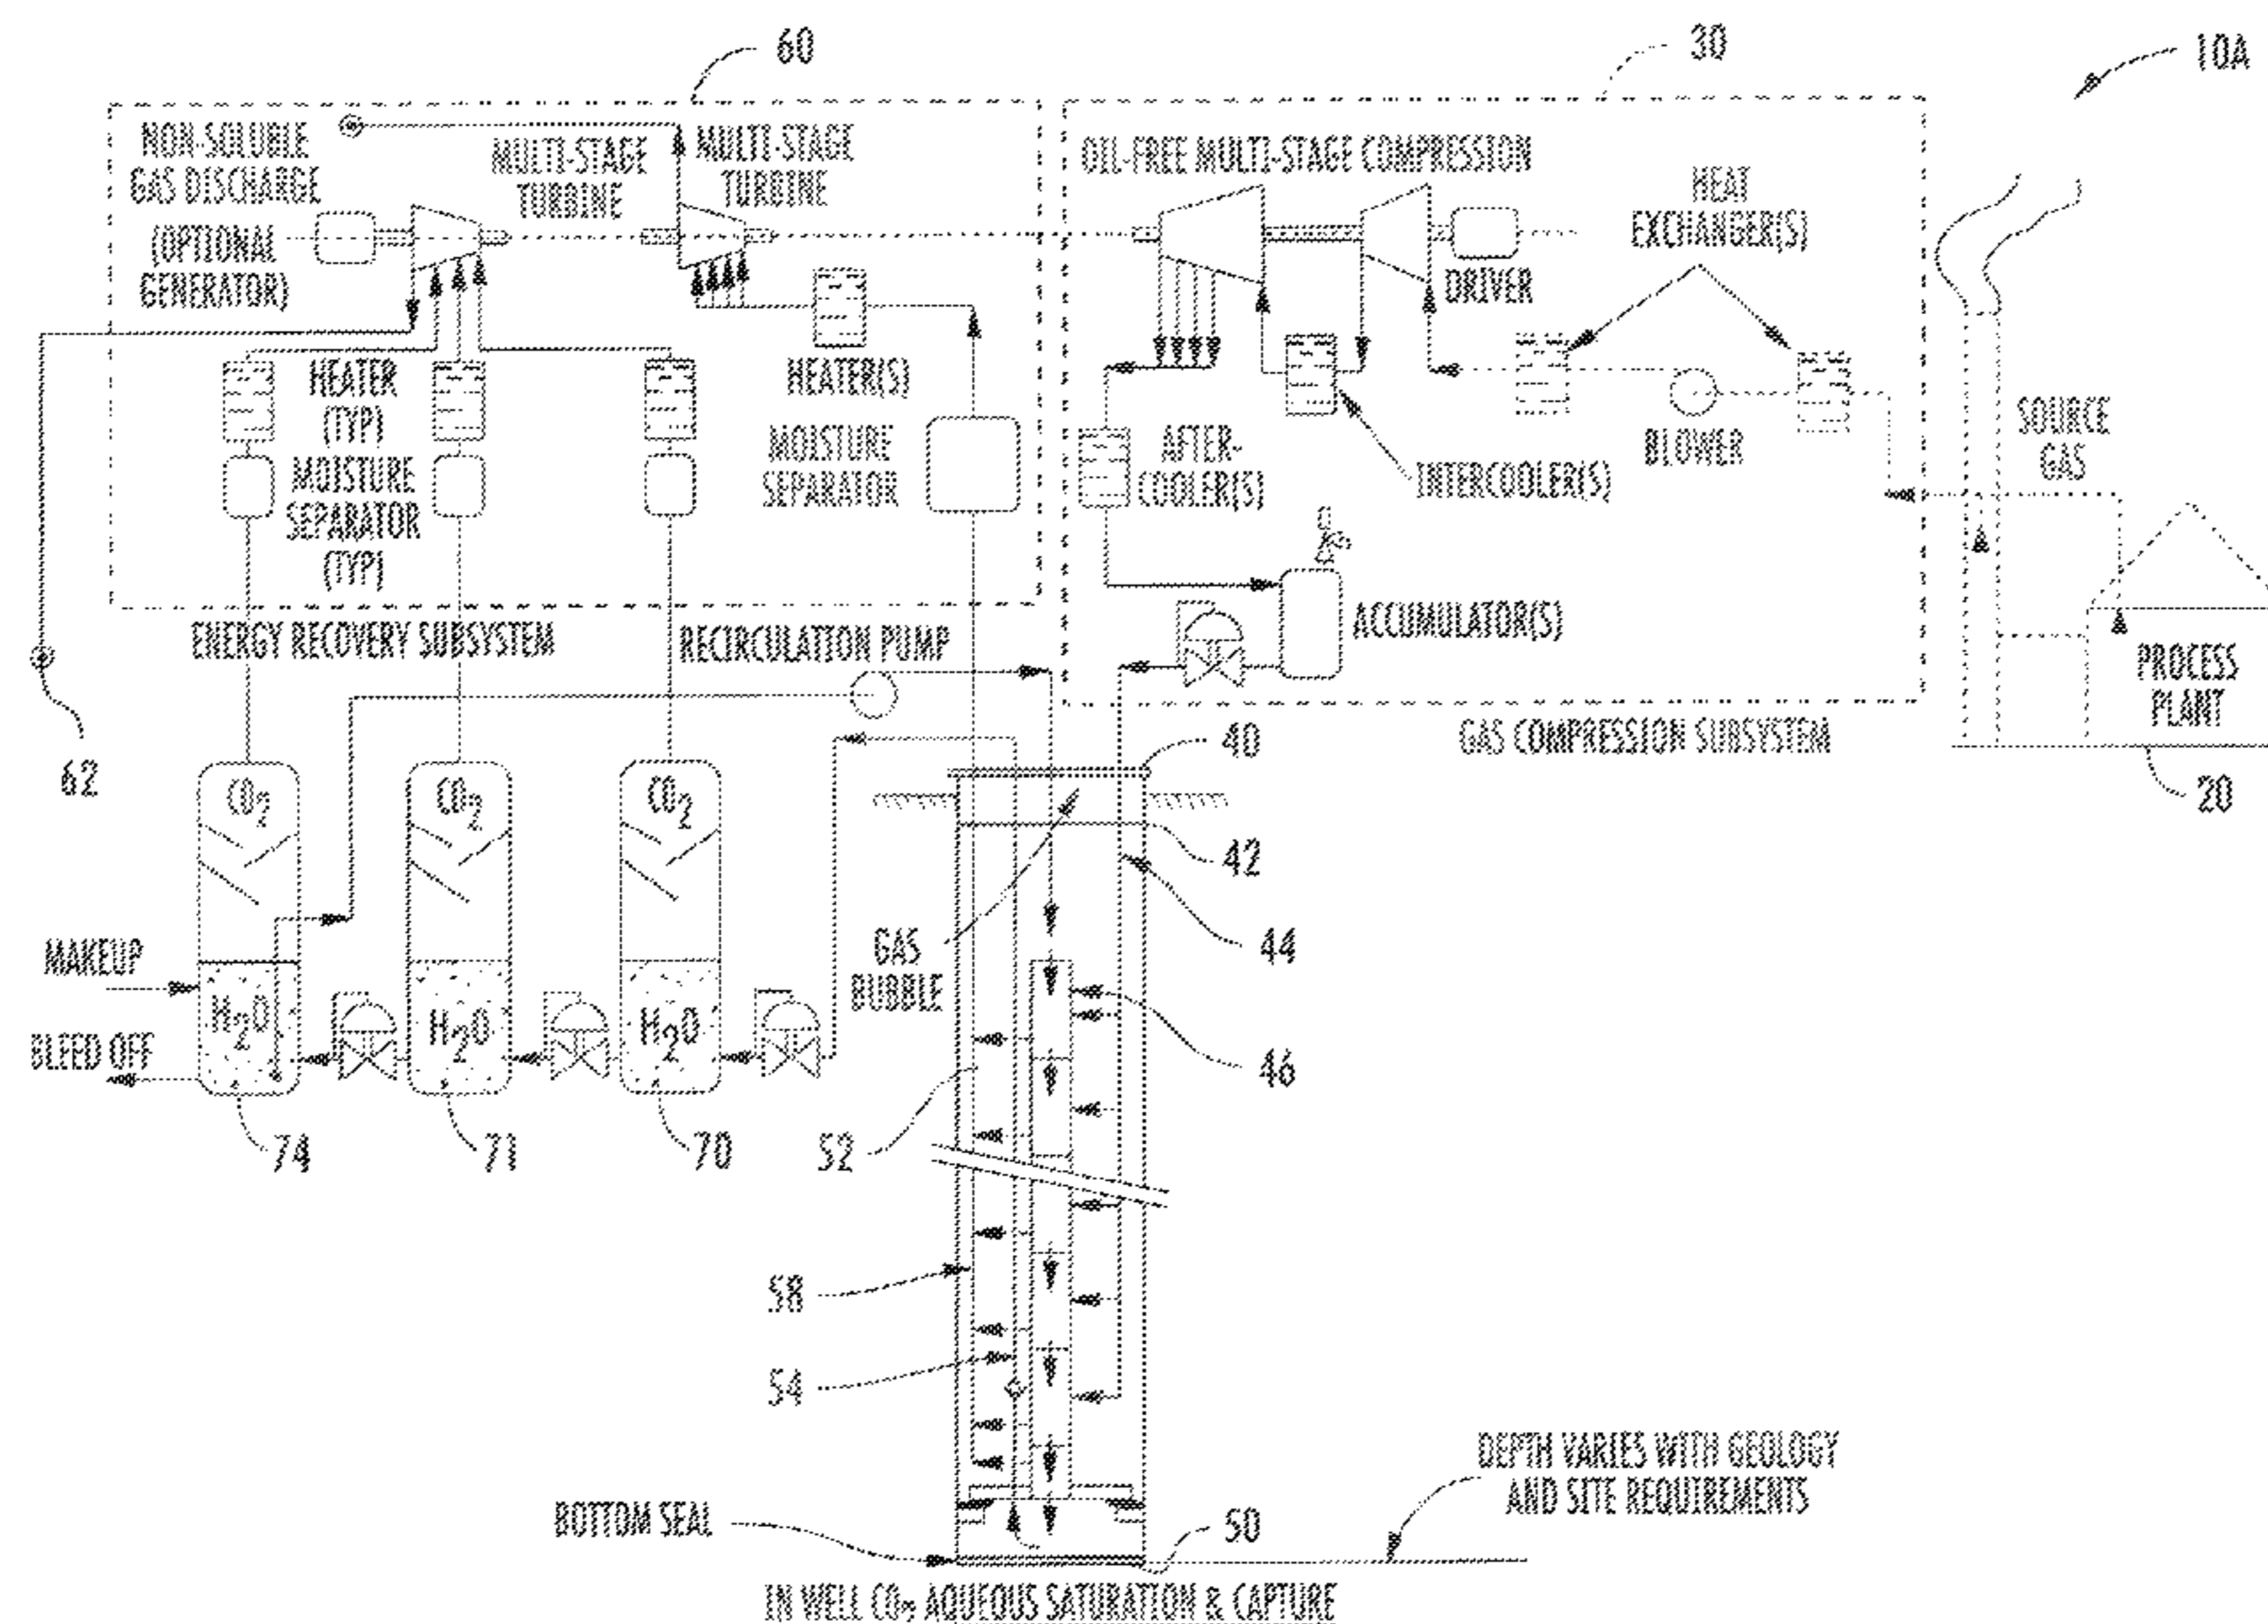 60
30
10A
NON-SOLUBLE
GAS DISCHARGE
(OPTIONAL
GENERATOR)
MULTI-STAGE
TURBINE
MULTI-STAGE
TURBINE
OIL-FREE MULTI-STAGE COMPRESSION
HEAT
EXCHANGER(S)
DRIVER
HEATER
(TYP)
MOISTURE
SEPARATOR
(TYP)
HEATER(S)
MOISTURE
SEPARATOR
AFTER-
COOLER(S)
INTERCOOLER(S)
BLOWER
SOURCE
GAS
ACCUMULATOR(S)
PROCESS
PLANT
ENERGY RECOVERY SUBSYSTEM
RECIRCULATION PUMP
GAS COMPRESSION SUBSYSTEM
62
40
20
CO2
CO2
CO2
42
GAS
BUBBLE
44
MAKEUP
H2O
H2O
H2O
BLEED OFF
46
74
71
70
52
58
54
DEPTH VARIES WITH GEOLOGY
AND SITE REQUIREMENTS
BOTTOM SEAL
50
IN WELL CO2 AQUEOUS SATURATION & CAPTURE